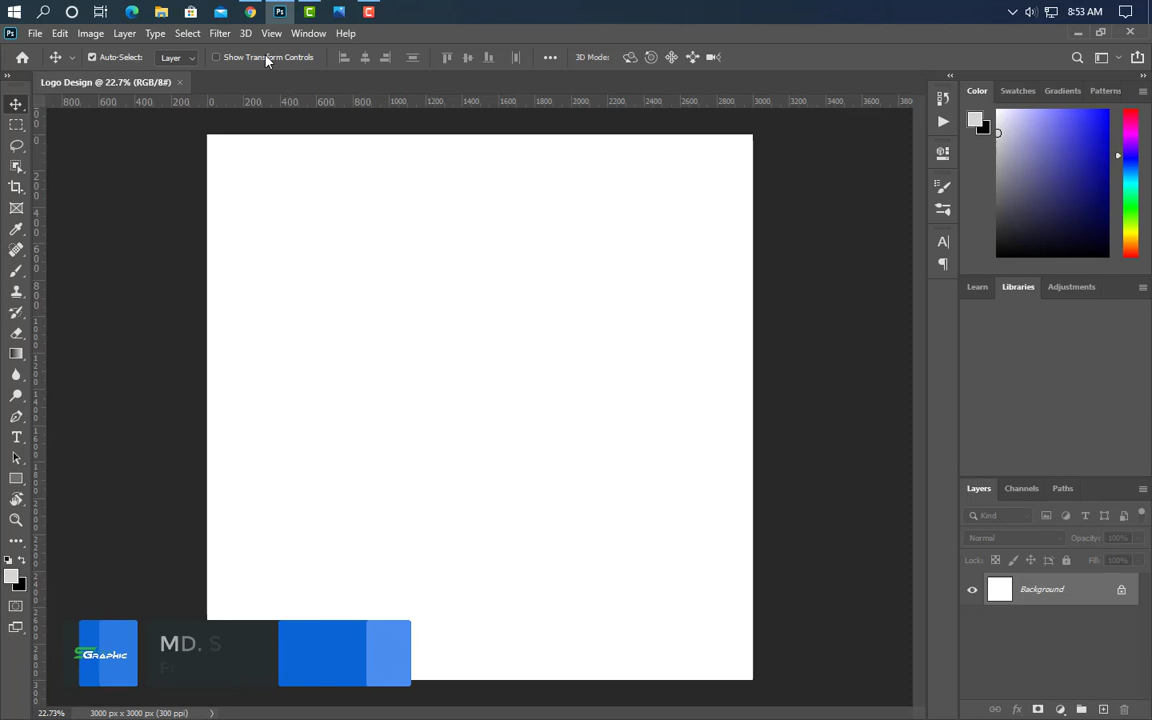 8:53 AM
File Edit Image Layer Type Select Filter 3D View Window Help
Auto-Select: Layer Show Transform Controls 3D Mode:
Logo Design @ 22.7% (RGB/8#) ×
800 600 400 200 0 200 400 600 800 1000 1200 1400 1600 1800 2000 2200 2400 2600 2800 3000 3200 3400 3600 3800
Color Swatches Gradients Patterns
Learn Libraries Adjustments
Layers Channels Paths
Kind
Normal Opacity: 100%
Lock: Fill: 100%
Background
GRAPHIC
MD. S
22.73% 3000 px x 3000 px (300 ppi)